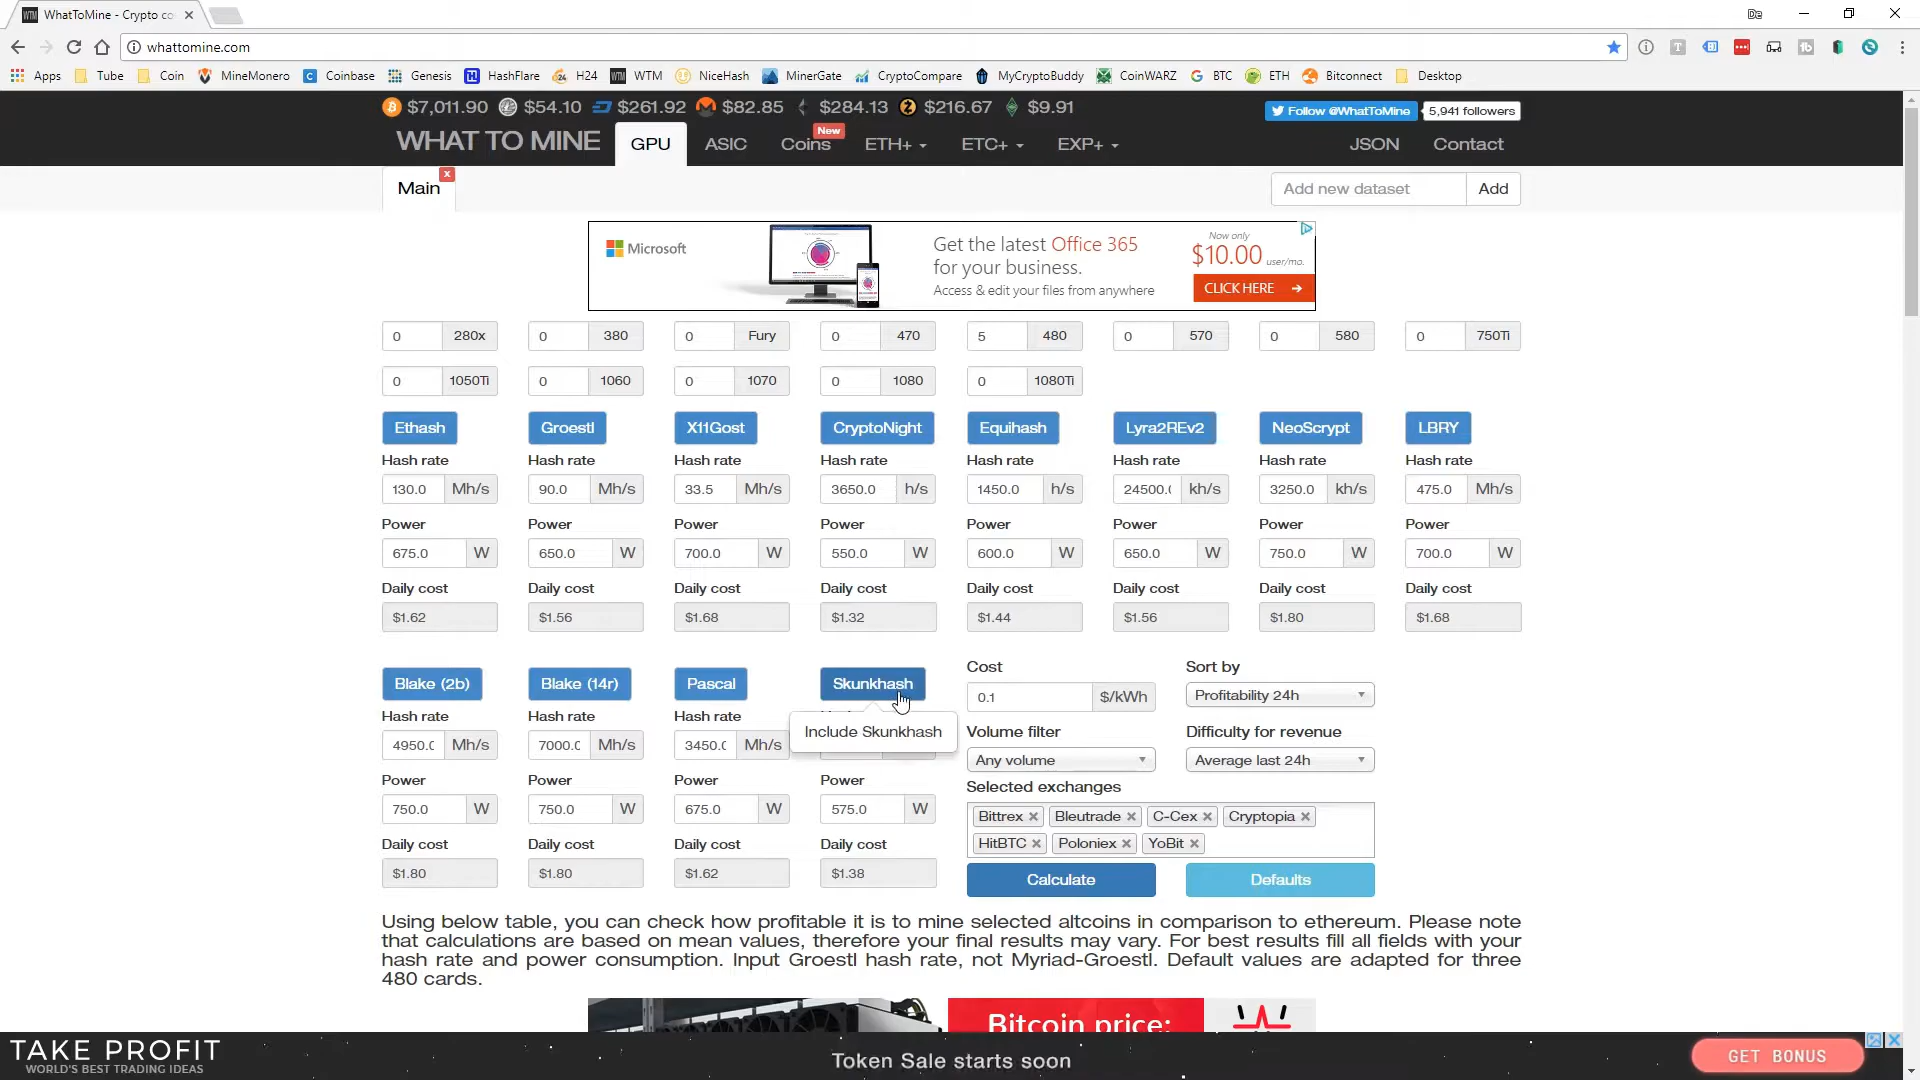 WhatToMine - Crypto co
De
whattomine.com
Apps Tube Coin MineMonero Coinbase Genesis HashFlare H24 WTM NiceHash MinerGate CryptoCompare MyCryptoBuddy CoinWARZ BTC ETH Bitconnect Desktop
$7,011.90 $54.10 $261.92 $82.85 $284.13 $216.67 $9.91
Follow @WhatToMine 5,941 followers
New
WHAT TO MINE GPU ASIC Coins ETH+ ETC+ EXP+ JSON Contact
Main x
Add new dataset Add
Microsoft
Get the latest Office 365
for your business.
Access & edit your files from anywhere
Now only
$10.00 user/mo.
CLICK HERE
0 280x 0 380 0 Fury 0 470 5 480 0 570 0 580 0 750Ti
0 1050Ti 0 1060 0 1070 0 1080 0 1080Ti
Ethash Groestl X11Gost CryptoNight Equihash Lyra2REv2 NeoScrypt LBRY
Hash rate Hash rate Hash rate Hash rate Hash rate Hash rate Hash rate Hash rate
130.0 Mh/s 90.0 Mh/s 33.5 Mh/s 3650.0 h/s 1450.0 h/s 24500.( kh/s 3250.0 kh/s 475.0 Mh/s
Power Power Power Power Power Power Power Power
675.0 W 650.0 W 700.0 W 550.0 W 600.0 W 650.0 W 750.0 W 700.0 W
Daily cost Daily cost Daily cost Daily cost Daily cost Daily cost Daily cost Daily cost
$1.62 $1.56 $1.68 $1.32 $1.44 $1.56 $1.80 $1.68
Blake (2b) Blake (14r) Pascal Skunkhash
Hash rate Hash rate Hash rate
4950.( Mh/s 7000.( Mh/s 3450.( Mh/s
Include Skunkhash
Power Power Power Power
750.0 W 750.0 W 675.0 W 575.0 W
Daily cost Daily cost Daily cost Daily cost
$1.80 $1.80 $1.62 $1.38
Cost Sort by
0.1 $/kWh Profitability 24h
Volume filter Difficulty for revenue
Any volume Average last 24h
Selected exchanges
Bittrex Bleutrade C-Cex Cryptopia
HitBTC Poloniex YoBit
Calculate Defaults
Using below table, you can check how profitable it is to mine selected altcoins in comparison to ethereum. Please note
that calculations are based on mean values, therefore your final results may vary. For best results fill all fields with your
hash rate and power consumption. Input Groestl hash rate, not Myriad-Groestl. Default values are adapted for three
480 cards.
Bitcoin price:
TAKE PROFIT
WORLD'S BEST TRADING IDEAS
Token Sale starts soon
GET BONUS